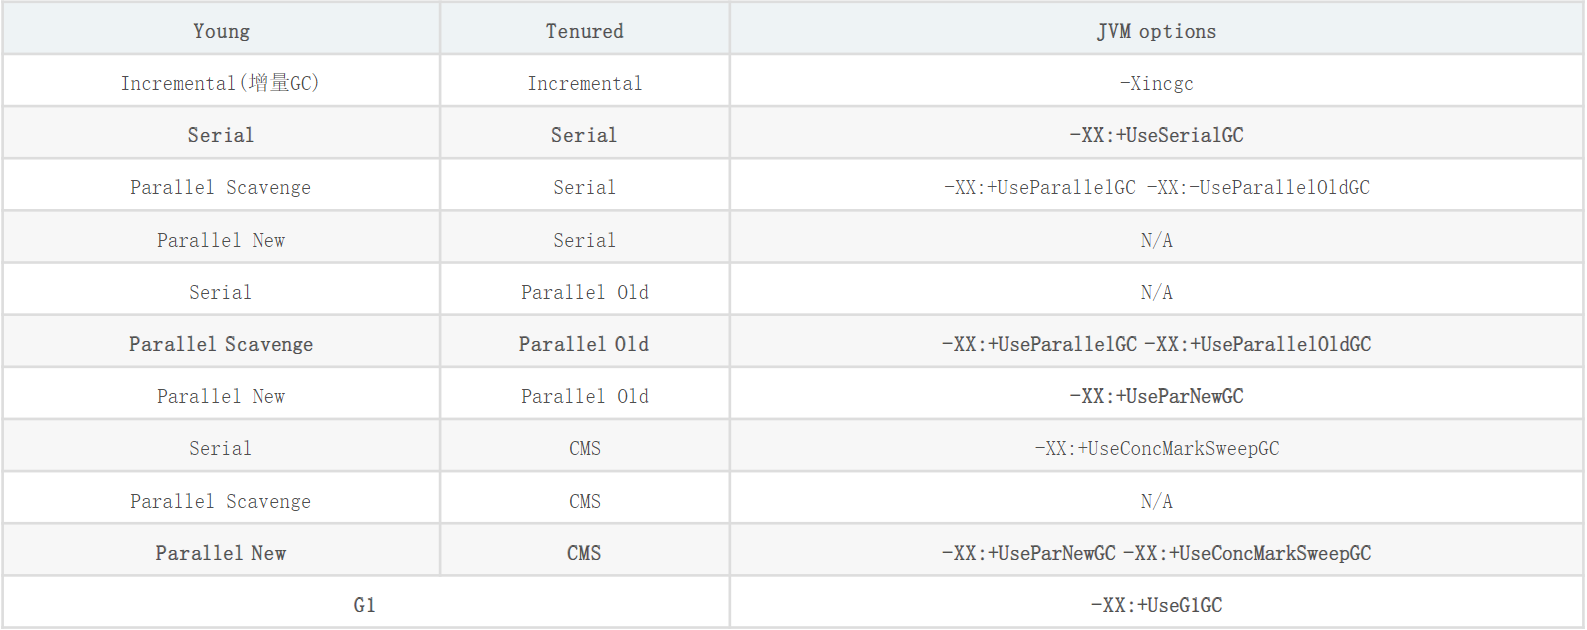 Young Tenured JVM options
Incremental(增量GC) Incremental -Xincgc
Serial Serial -XX:+UseSerialGC
Parallel Scavenge Serial -XX:+UseParallelGC -XX:-UseParallelOldGC
Parallel New Serial N/A
Serial Parallel Old N/A
Parallel Scavenge Parallel Old -XX:+UseParallelGC -XX:+UseParallelOldGC
Parallel New Parallel Old -XX:+UseParNewGC
Serial CMS -XX:+UseConcMarkSweepGC
Parallel Scavenge CMS N/A
Parallel New CMS -XX:+UseParNewGC -XX:+UseConcMarkSweepGC
G1 -XX:+UseG1GC